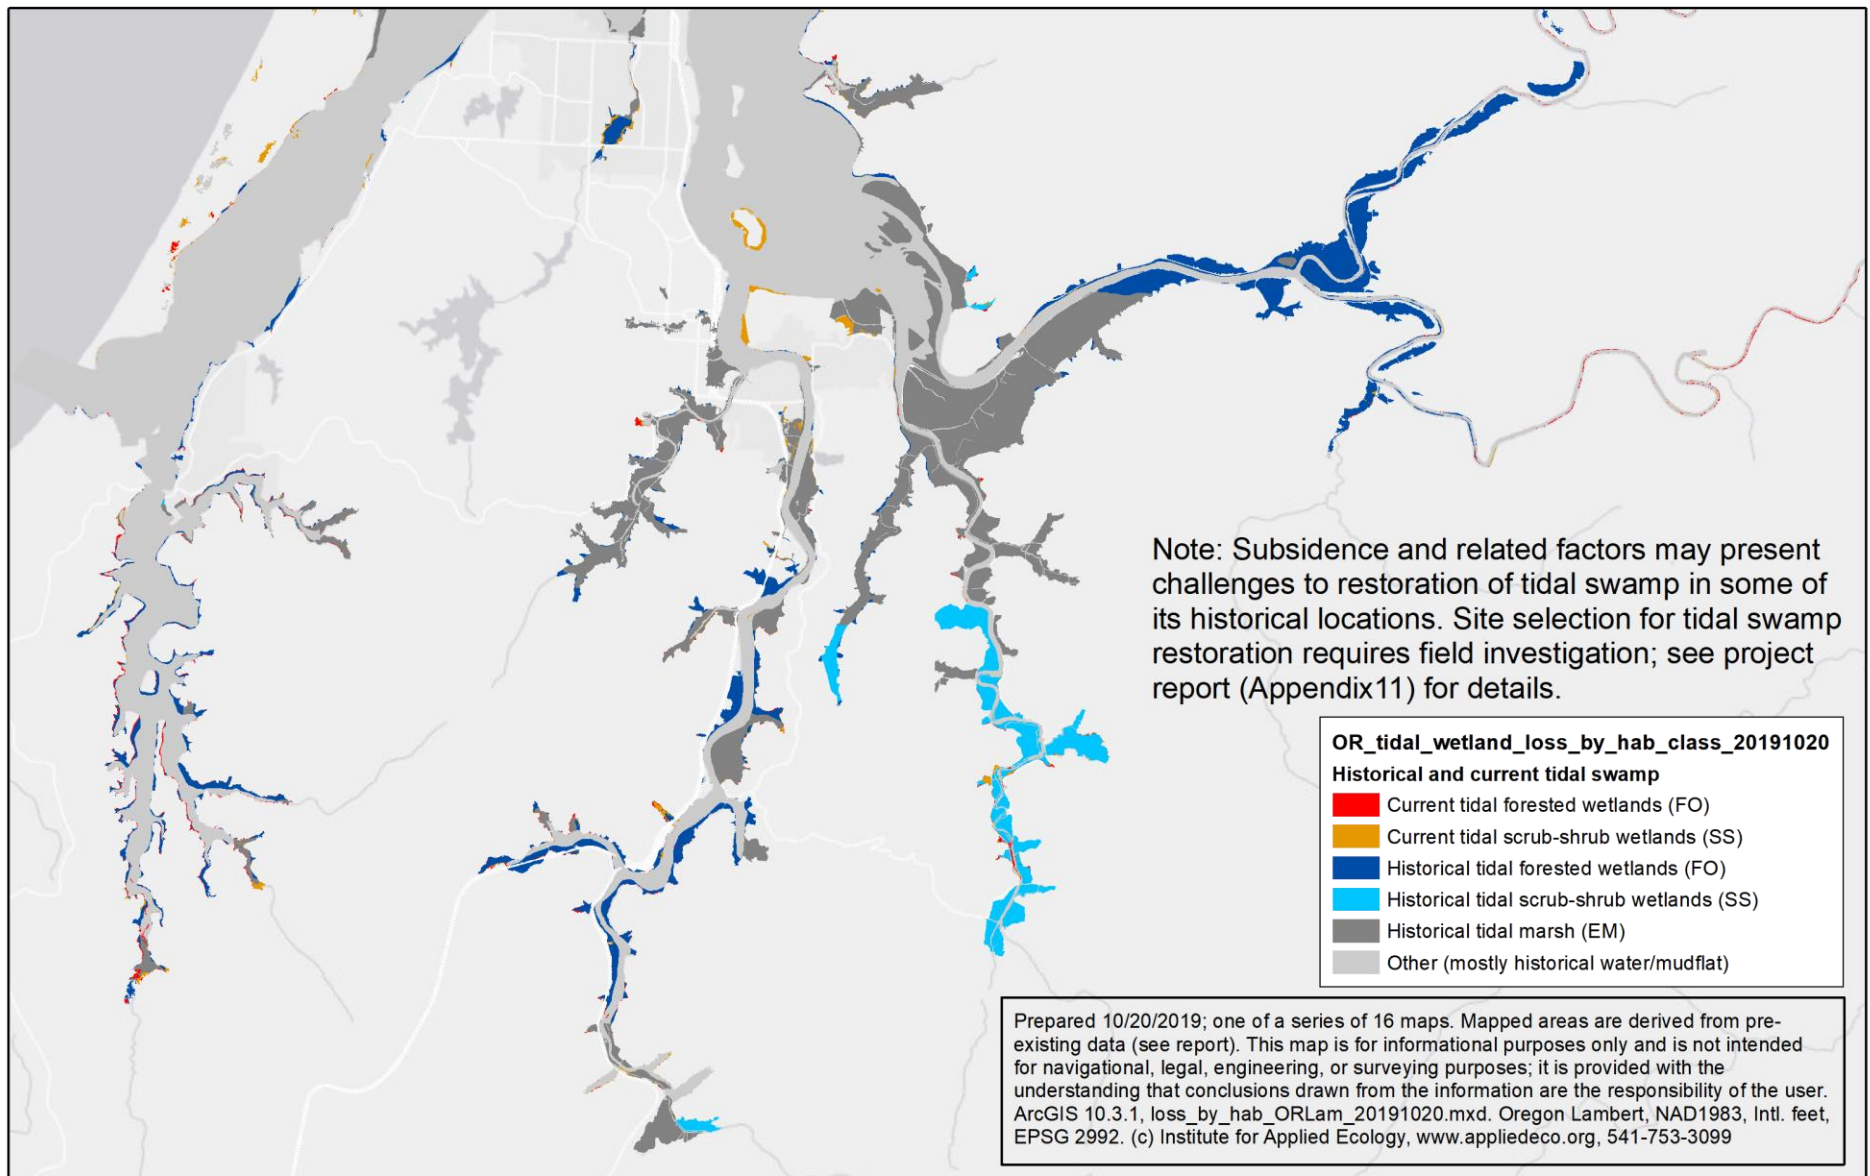 Note: Subsidence and related factors may present
challenges to restoration of tidal swamp in some of
its historical locations. Site selection for tidal swamp
restoration requires field investigation; see project
report (Appendix11) for details.
OR_tidal_wetland_loss_by_hab_class_20191020
Historical and current tidal swamp
Current tidal forested wetlands (FO)
Current tidal scrub-shrub wetlands (SS)
Historical tidal forested wetlands (FO)
Historical tidal scrub-shrub wetlands (SS)
Historical tidal marsh (EM)
Other (mostly historical water/mudflat)
Prepared 10/20/2019; one of a series of 16 maps. Mapped areas are derived from pre-
existing data (see report). This map is for informational purposes only and is not intended
for navigational, legal, engineering, or surveying purposes; it is provided with the
understanding that conclusions drawn from the information are the responsibility of the user.
ArcGIS 10.3.1, loss_by_hab_ORLam_20191020.mxd. Oregon Lambert, NAD1983, Intl. feet,
EPSG 2992. (c) Institute for Applied Ecology, www.appliedeco.org, 541-753-3099